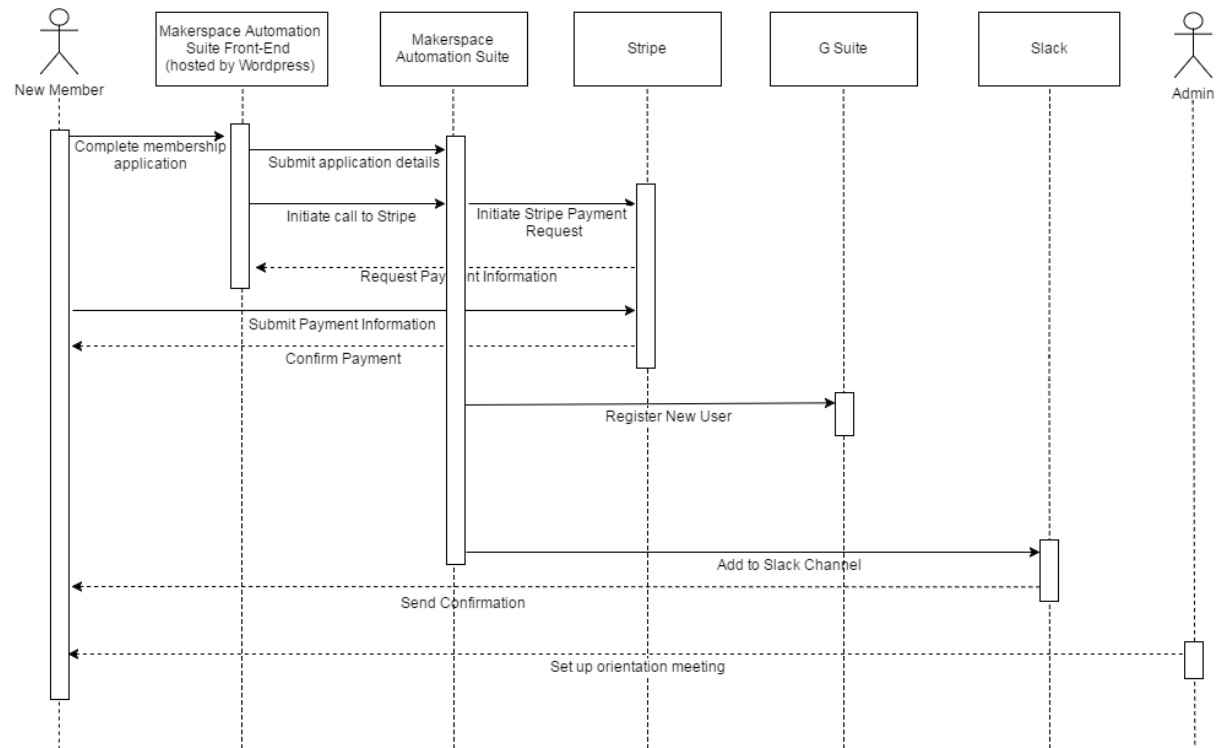 New Member
Makerspace Automation
Suite Front-End
(hosted by Wordpress)
Makerspace
Automation Suite
Stripe
G Suite
Slack
Admin
Complete membership
application
Submit application details
Initiate call to Stripe
Initiate Stripe Payment
Request
Request Payment Information
Submit Payment Information
Confirm Payment
Register New User
Add to Slack Channel
Send Confirmation
Set up orientation meeting